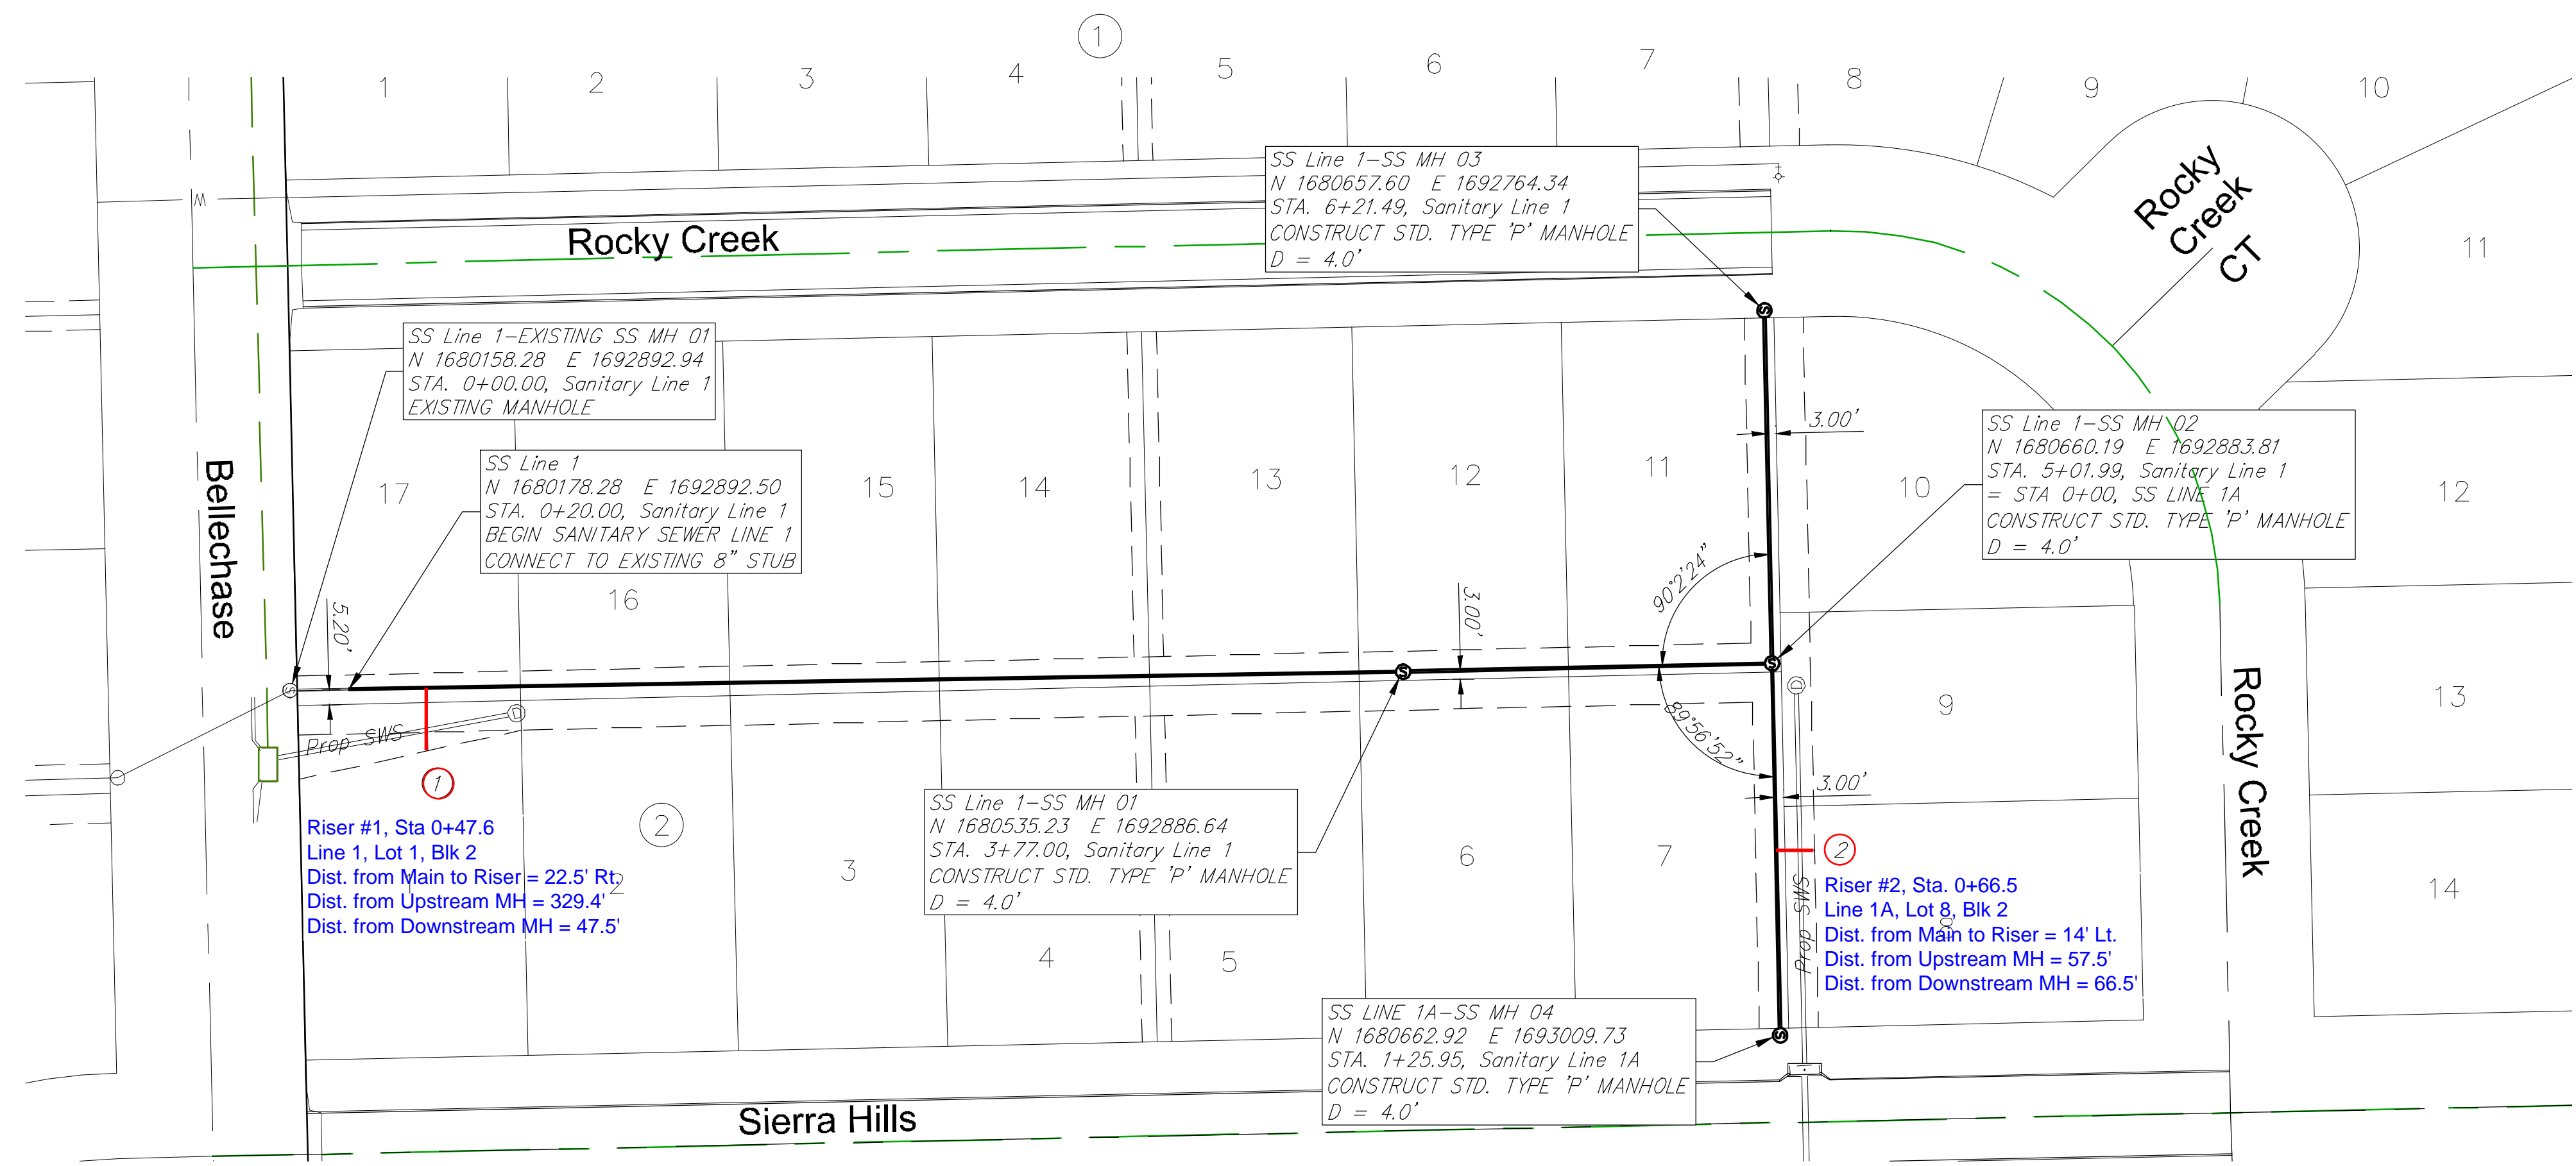 1
1
2
3
4
5
6
7
8
9
10
W
Rocky Creek
SS Line 1-SS MH 03
N 1680657.60 E 1692764.34
STA. 6+21.49, Sanitary Line 1
CONSTRUCT STD. TYPE 'P' MANHOLE
D = 4.0'
Rocky
Creek
CT
11
SS Line 1-EXISTING SS MH 01
N 1680158.28 E 1692892.94
STA. 0+00.00, Sanitary Line 1
EXISTING MANHOLE
SS Line 1
N 1680178.28 E 1692892.50
STA. 0+20.00, Sanitary Line 1
BEGIN SANITARY SEWER LINE 1
CONNECT TO EXISTING 8" STUB
SS Line 1-SS MH 02
N 1680660.19 E 1692883.81
STA. 5+01.99, Sanitary Line 1
= STA 0+00, SS LINE 1A
CONSTRUCT STD. TYPE 'P' MANHOLE
D = 4.0'
3.00'
17
16
15
14
13
12
11
10
12
Bellechase
5.20'
3.00'
90°2'24"
89°56'52"
S
S
S
S
S
D
D
Prop SWS
9
13
Rocky Creek
3.00'
1
Riser #1, Sta 0+47.6
Line 1, Lot 1, Blk 2
Dist. from Main to Riser = 22.5' Rt.
Dist. from Upstream MH = 329.4'
Dist. from Downstream MH = 47.5'
1
2
2
3
4
5
6
7
SS Line 1-SS MH 01
N 1680535.23 E 1692886.64
STA. 3+77.00, Sanitary Line 1
CONSTRUCT STD. TYPE 'P' MANHOLE
D = 4.0'
2
Riser #2, Sta. 0+66.5
Line 1A, Lot 8, Blk 2
Dist. from Main to Riser = 14' Lt.
Dist. from Upstream MH = 57.5'
Dist. from Downstream MH = 66.5'
8
Prop SWS
14
SS LINE 1A-SS MH 04
N 1680662.92 E 1693009.73
STA. 1+25.95, Sanitary Line 1A
CONSTRUCT STD. TYPE 'P' MANHOLE
D = 4.0'
Sierra Hills